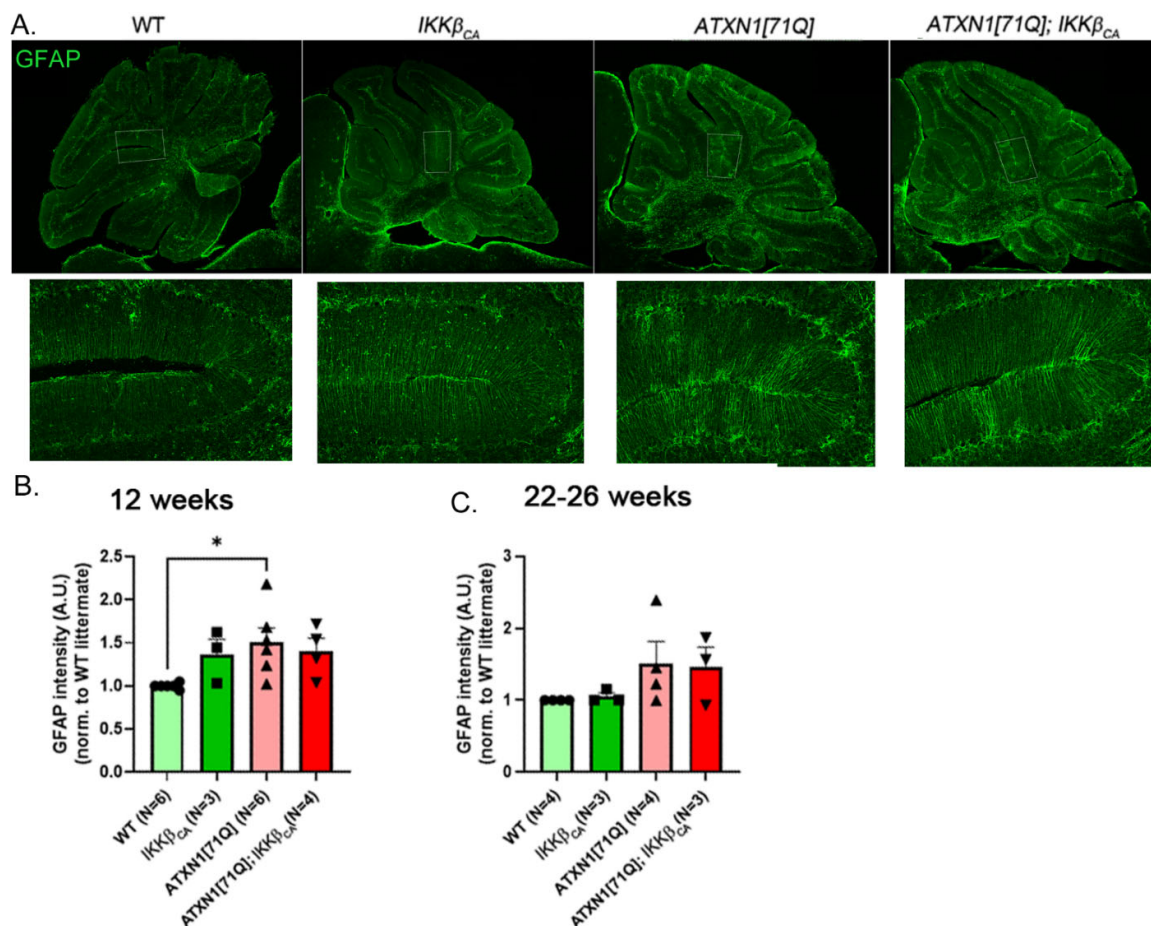 A.
WT
IKKβCA
ATXN1[71Q]
ATXN1[71Q]; IKKβCA
GFAP
B.
12 weeks
GFAP intensity (A.U.)
(norm. to WT littermate)
2.5
2.0
1.5
1.0
0.5
0.0
*
WT (N=6)
IKKβCA (N=3)
ATXN1[71Q] (N=6)
ATXN1[71Q]; IKKβCA (N=4)
C.
22-26 weeks
GFAP intensity (A.U.)
(norm. to WT littermate)
3
2
1
0
WT (N=4)
IKKβCA (N=3)
ATXN1[71Q] (N=4)
ATXN1[71Q]; IKKβCA (N=3)